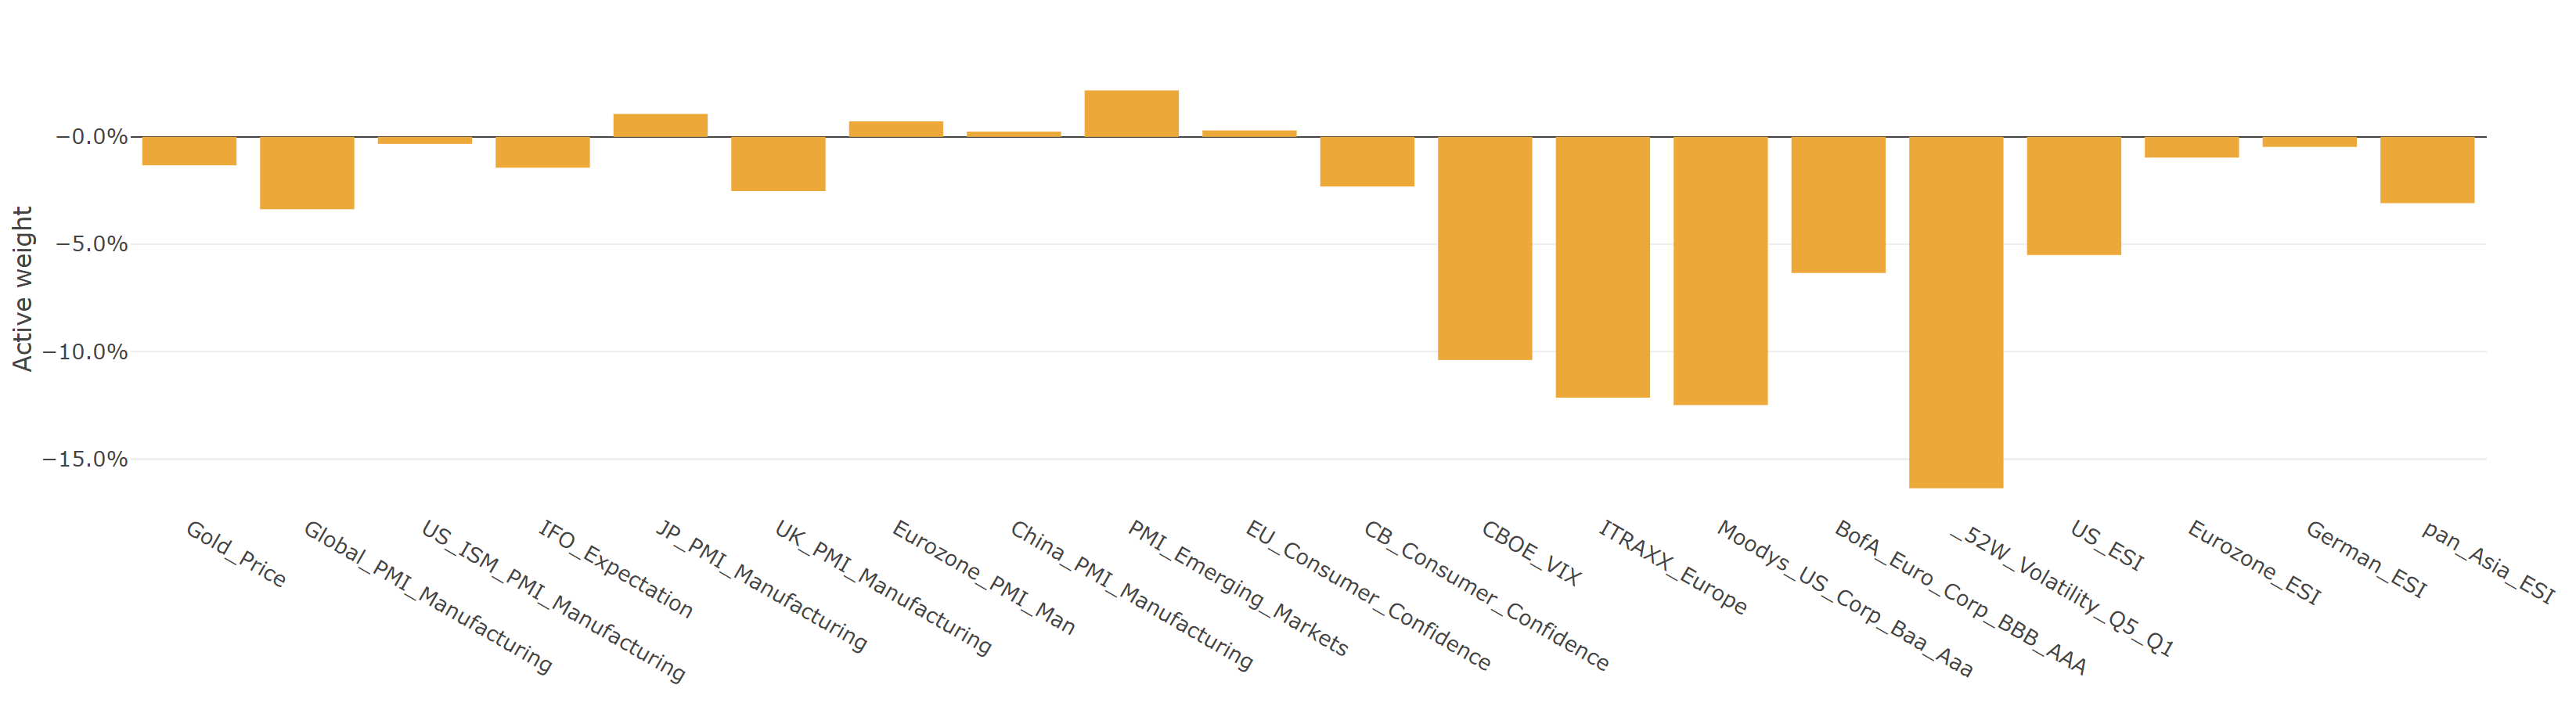 Active weight
−0.0%
−5.0%
−10.0%
−15.0%
Gold_Price
Global_PMI_Manufacturing
US_ISM_PMI_Manufacturing
IFO_Expectation
JP_PMI_Manufacturing
UK_PMI_Manufacturing
Eurozone_PMI_Man
China_PMI_Manufacturing
PMI_Emerging_Markets
EU_Consumer_Confidence
CB_Consumer_Confidence
CBOE_VIX
ITRAXX_Europe
Moodys_US_Corp_Baa_Aaa
BofA_Euro_Corp_BBB_AAA
_52W_Volatility_Q5_Q1
US_ESI
Eurozone_ESI
German_ESI
pan_Asia_ESI